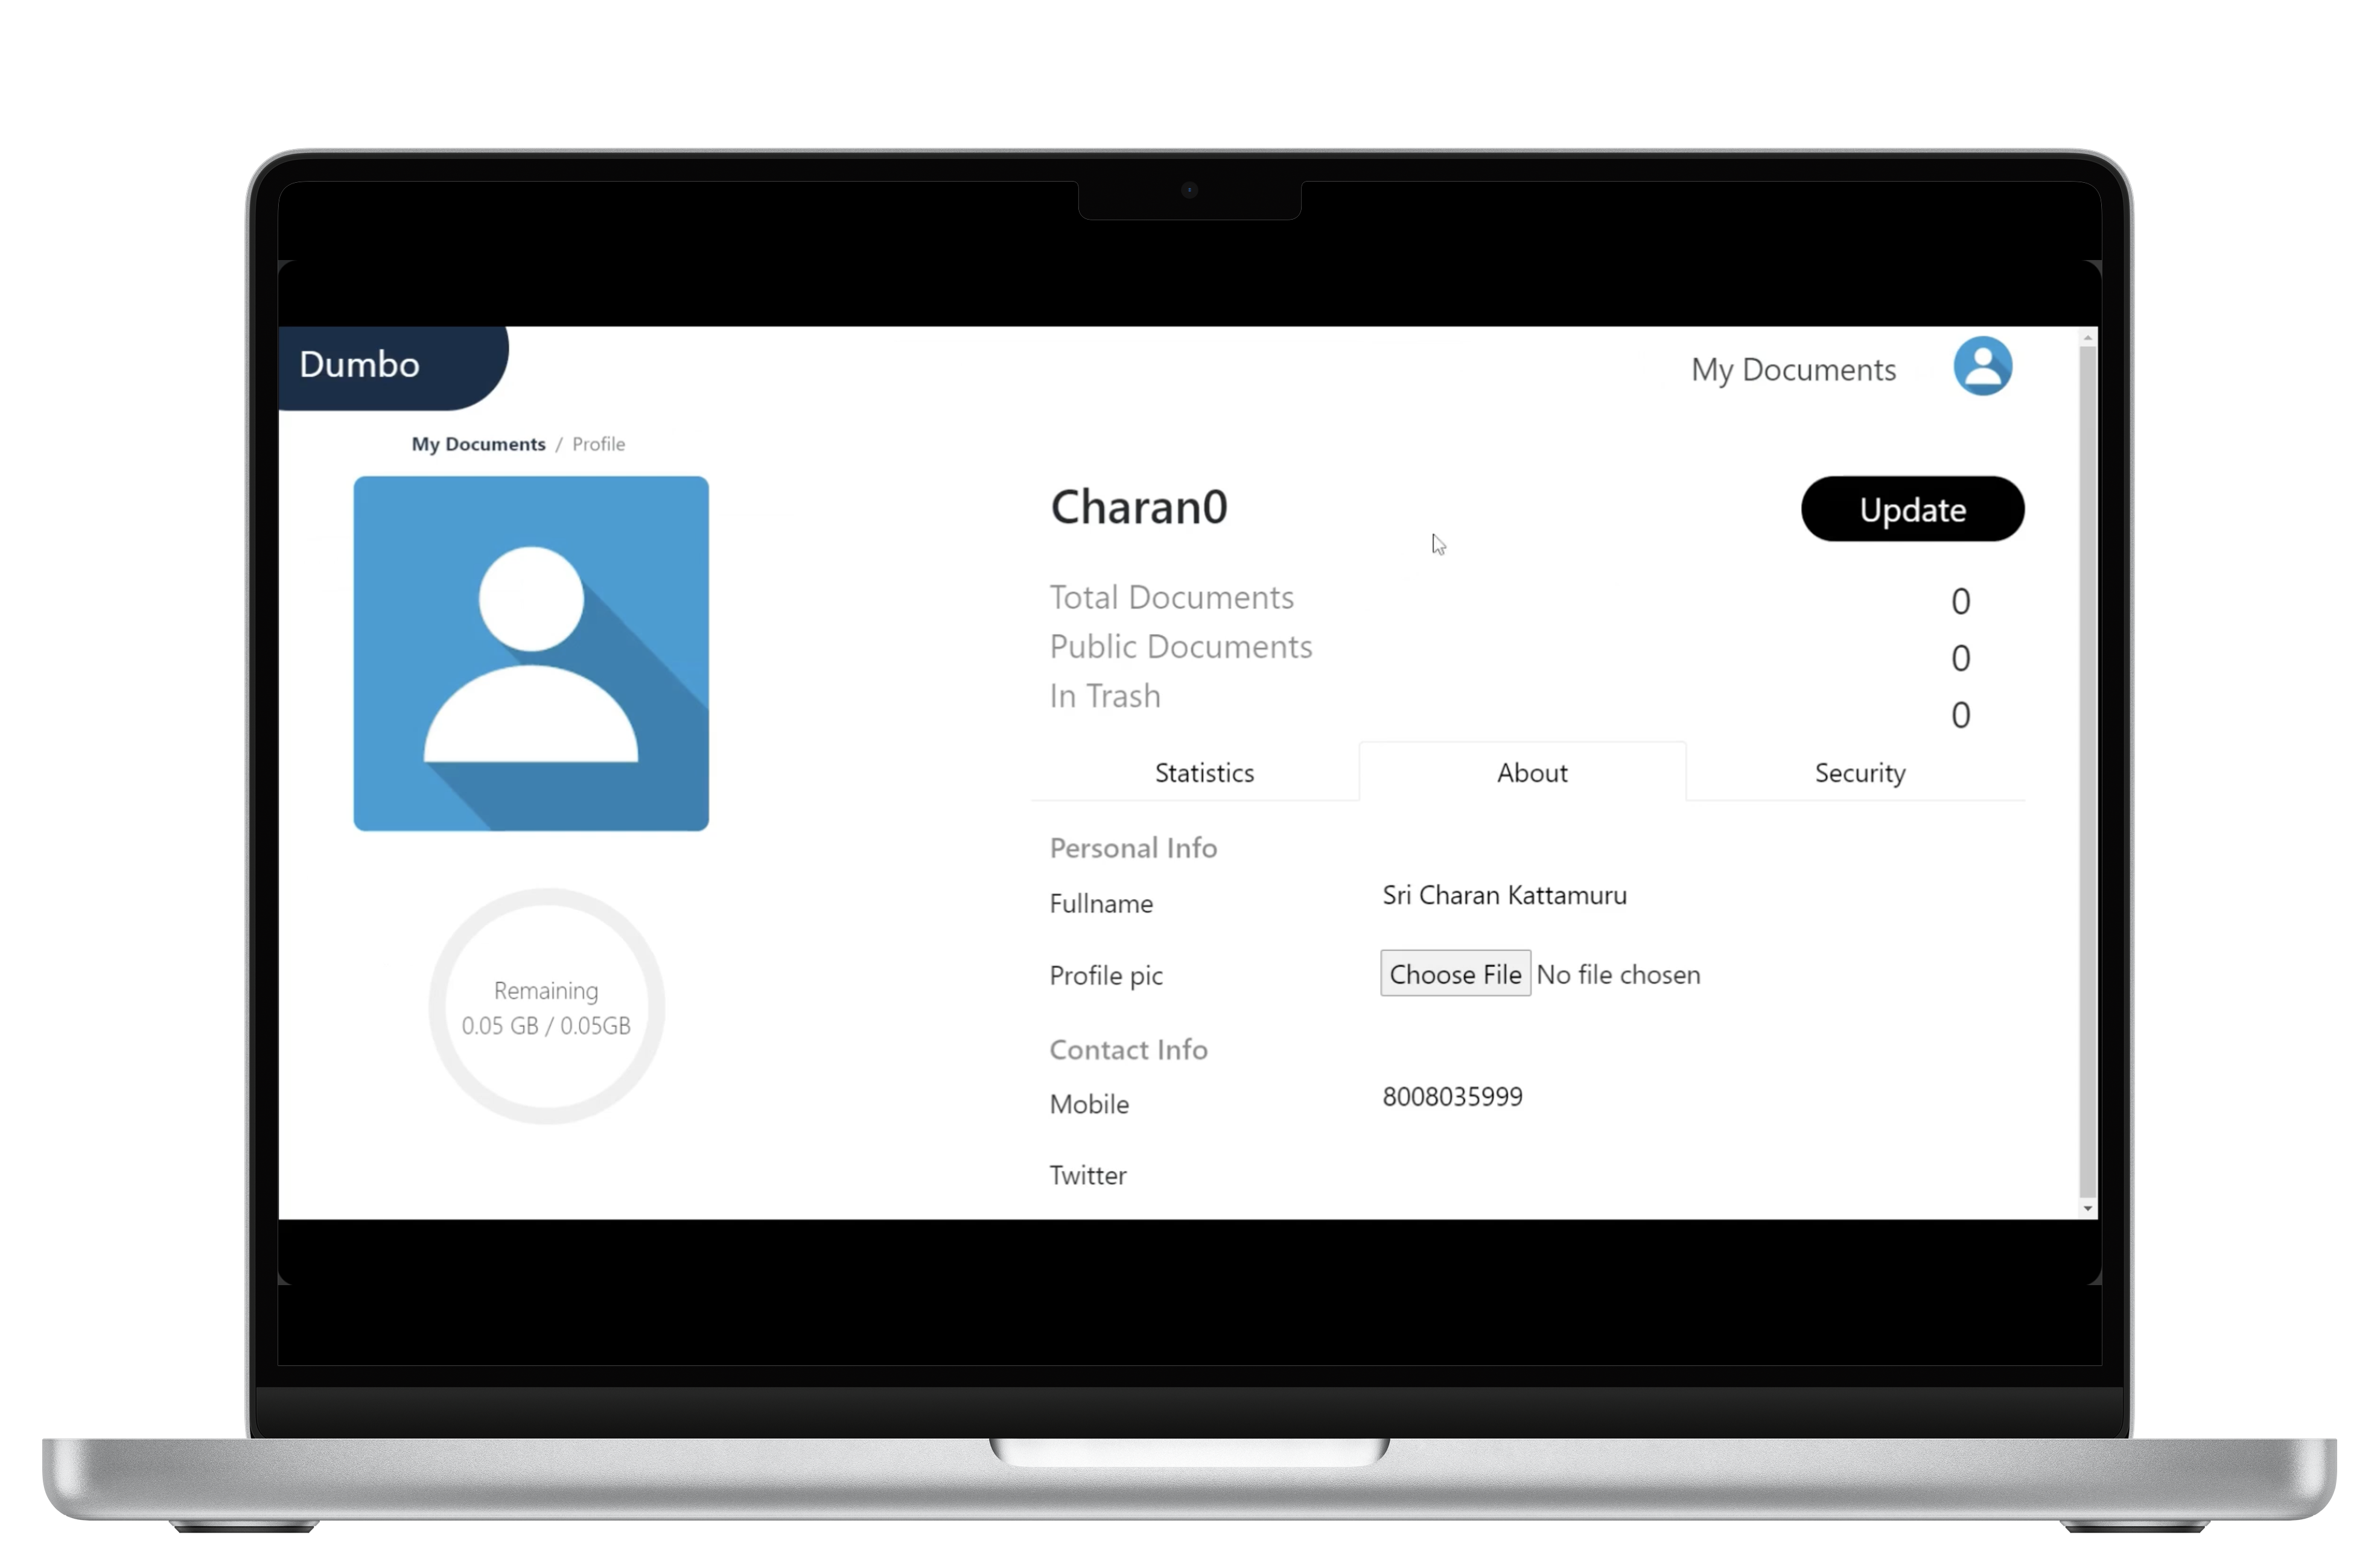 Dumbo
My Documents
My Documents / Profile
Charan0
Update
Total Documents
0
Public Documents
0
In Trash
0
Statistics
About
Security
Personal Info
Fullname
Sri Charan Kattamuru
Profile pic
Choose File No file chosen
Contact Info
Mobile
8008035999
Twitter
Remaining
0.05 GB / 0.05GB